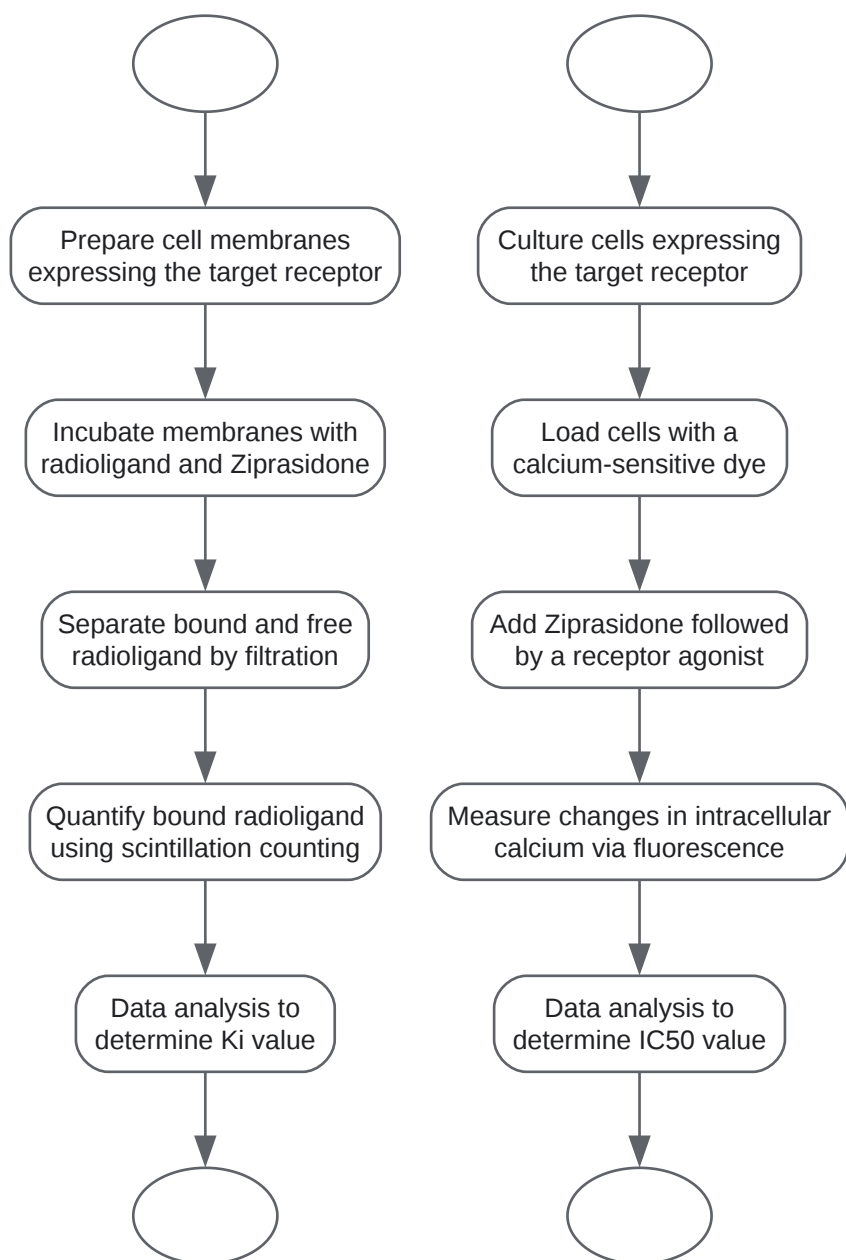 Prepare cell membranes
expressing the target receptor
Incubate membranes with
radioligand and Ziprasidone
Separate bound and free
radioligand by filtration
Quantify bound radioligand
using scintillation counting
Data analysis to
determine Ki value
Culture cells expressing
the target receptor
Load cells with a
calcium-sensitive dye
Add Ziprasidone followed
by a receptor agonist
Measure changes in intracellular
calcium via fluorescence
Data analysis to
determine IC50 value